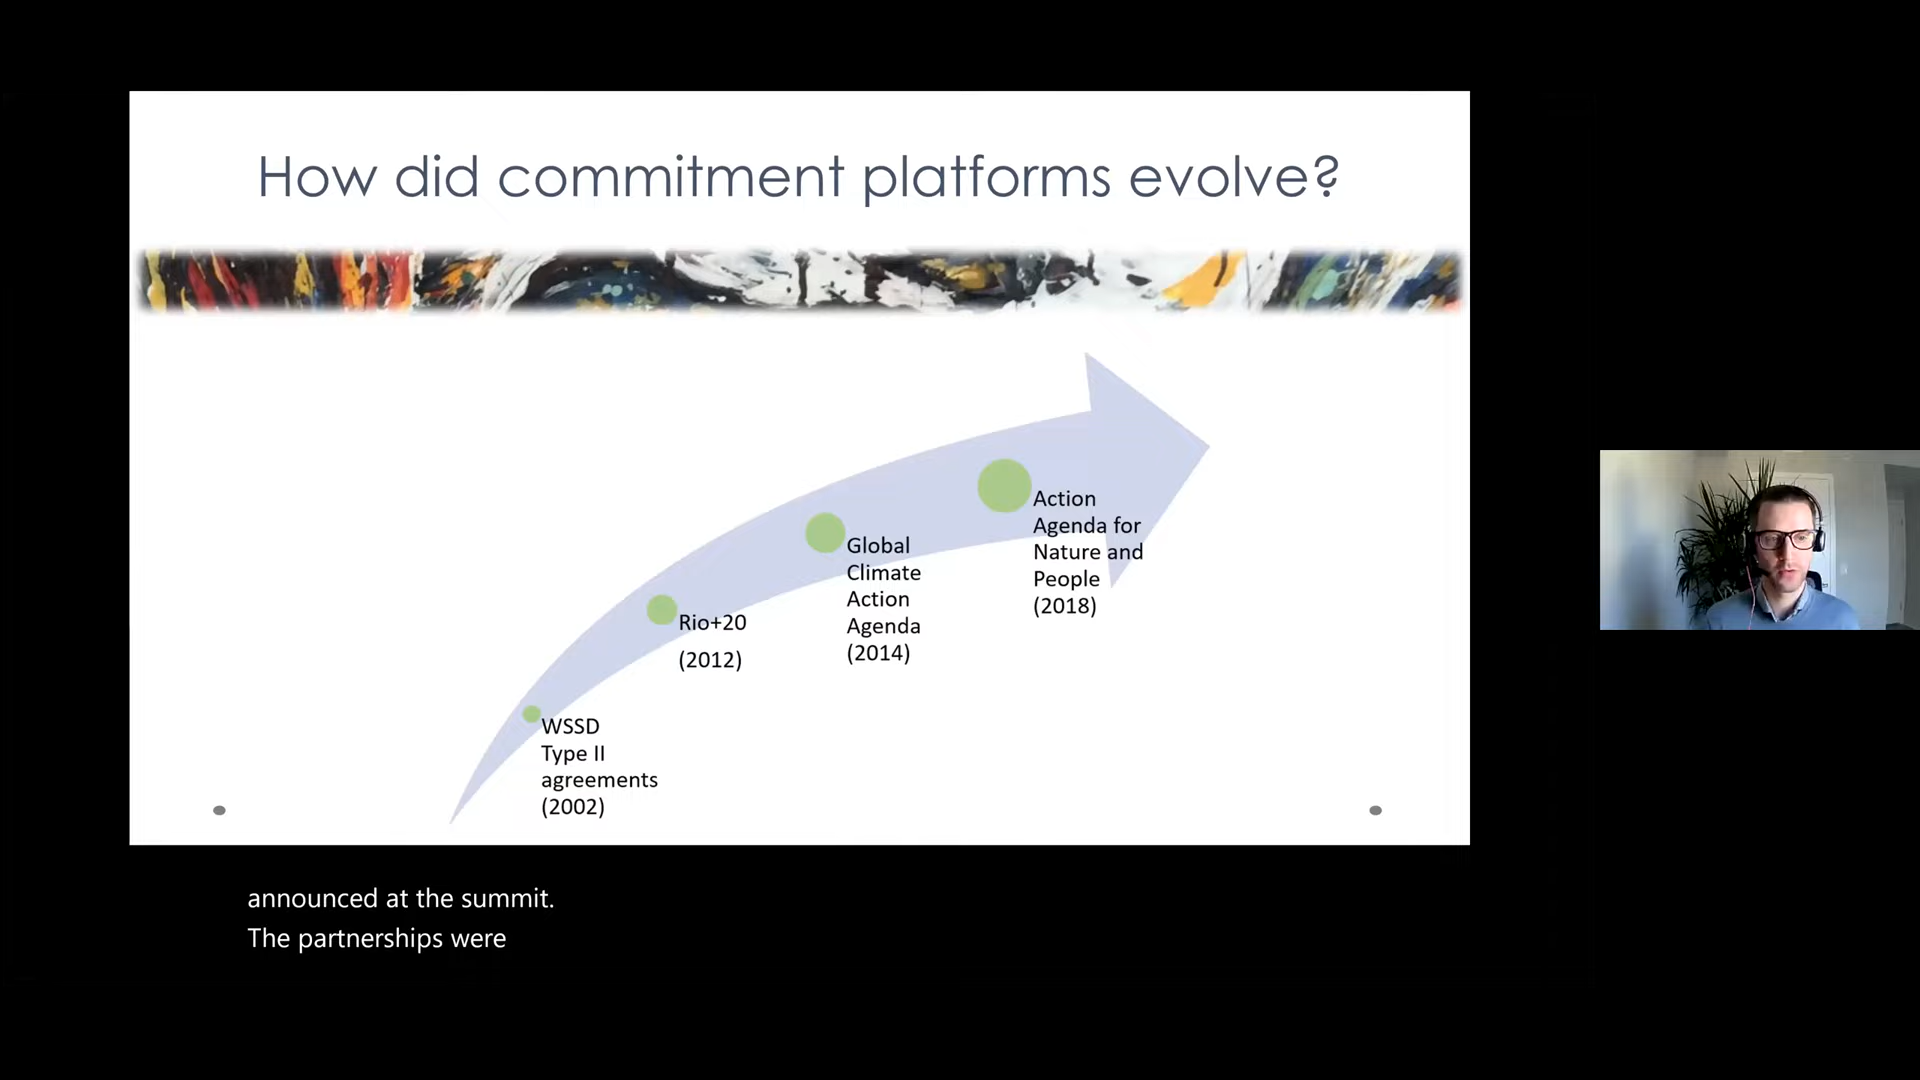 How did commitment platforms evolve?
Action
Agenda for
Nature and
People
(2018)
Global
Climate
Action
Agenda
(2014)
Rio+20
(2012)
WSSD
Type II
agreements
(2002)
announced at the summit.
The partnerships were